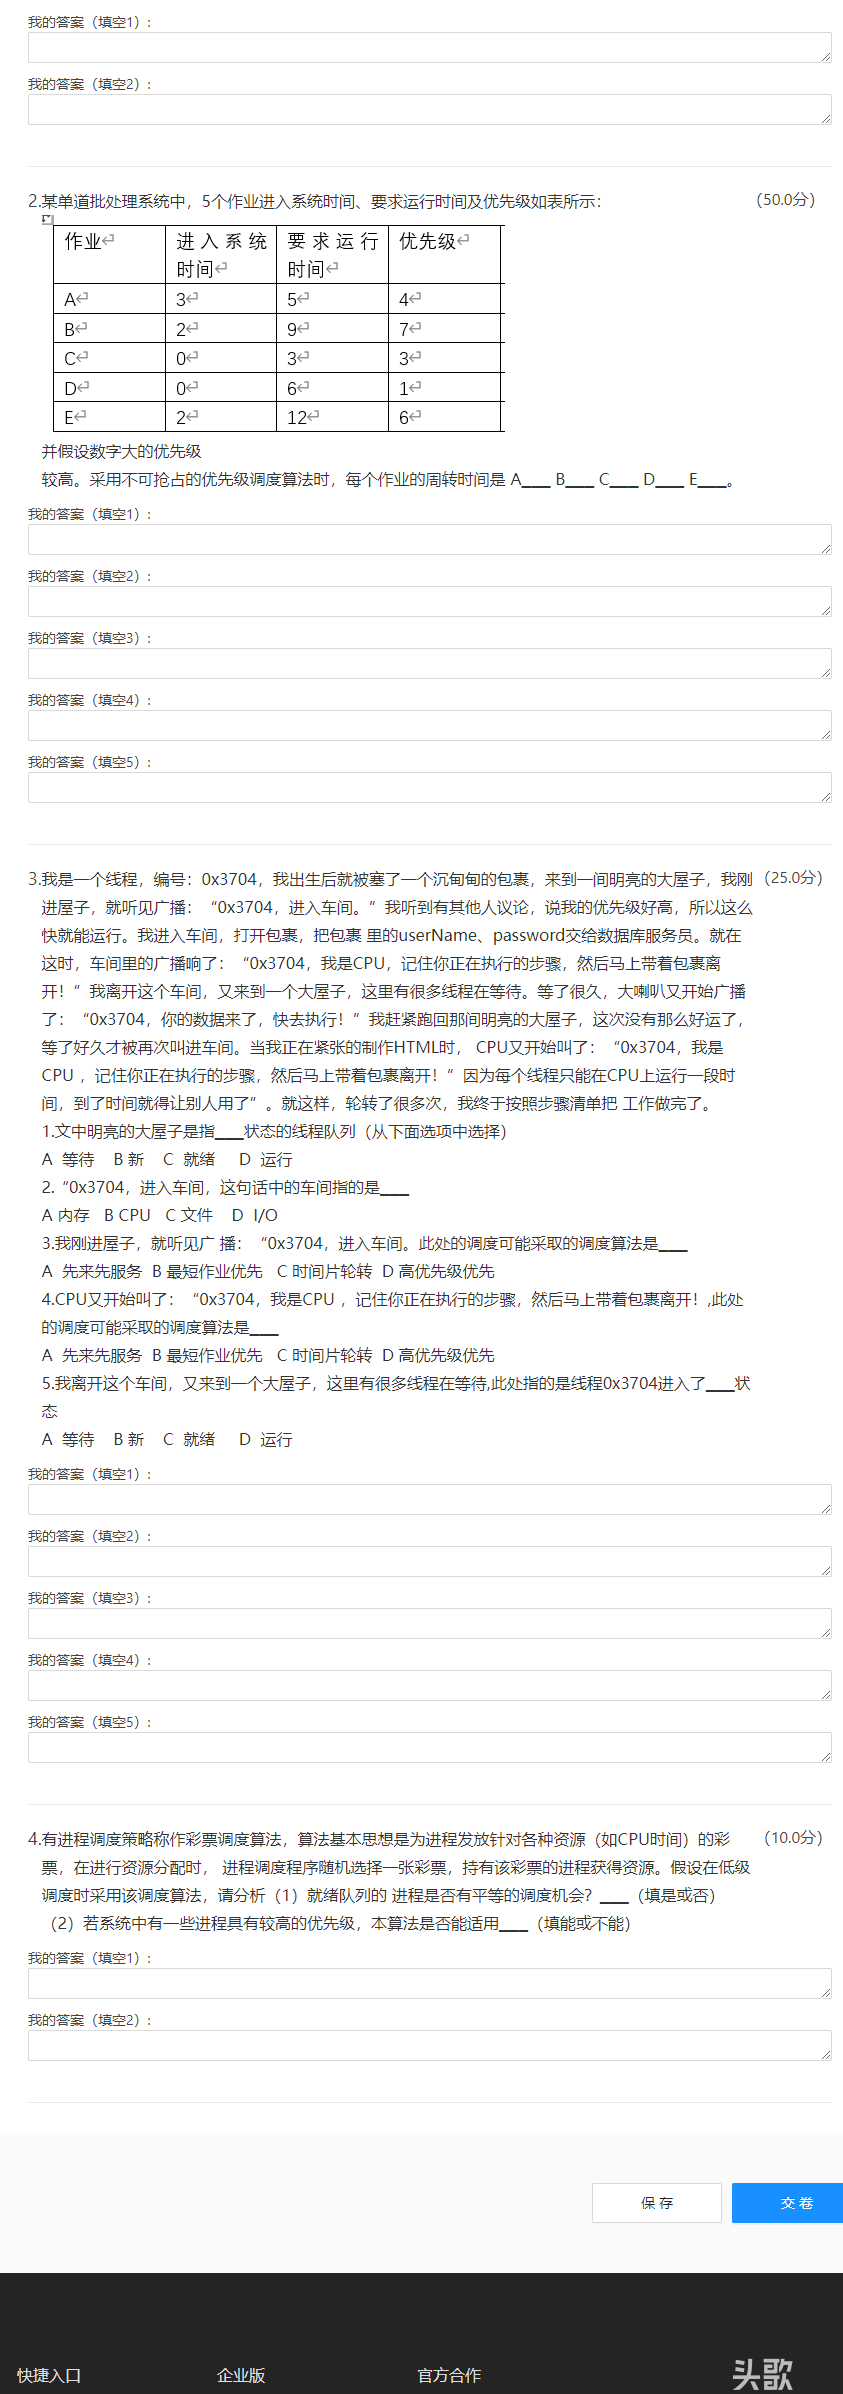 我的答案（填空1）：
我的答案（填空2）：
2.某单道批处理系统中，5个作业进入系统时间、要求运行时间及优先级如表所示： （50.0分）
作业↵ 进入系统时间↵ 要求运行时间↵ 优先级↵
A↵ 3↵ 5↵ 4↵
B↵ 2↵ 9↵ 7↵
C↵ 0↵ 3↵ 3↵
D↵ 0↵ 6↵ 1↵
E↵ 2↵ 12↵ 6↵
并假设数字大的优先级
较高。采用不可抢占的优先级调度算法时，每个作业的周转时间是 A___ B___ C___ D___ E___。
我的答案（填空1）：
我的答案（填空2）：
我的答案（填空3）：
我的答案（填空4）：
我的答案（填空5）：
3.我是一个线程，编号：0x3704，我出生后就被塞了一个沉甸甸的包裹，来到一间明亮的大屋子，我刚 （25.0分）
进屋子，就听见广播：“0x3704，进入车间。”我听到有其他人议论，说我的优先级好高，所以这么
快就能运行。我进入车间，打开包裹，把包裹 里的userName、password交给数据库服务员。就在
这时，车间里的广播响了：“0x3704，我是CPU，记住你正在执行的步骤，然后马上带着包裹离
开！”我离开这个车间，又来到一个大屋子，这里有很多线程在等待。等了很久，大喇叭又开始广播
了：“0x3704，你的数据来了，快去执行！”我赶紧跑回那间明亮的大屋子，这次没有那么好运了，
等了好久才被再次叫进车间。当我正在紧张的制作HTML时， CPU又开始叫了：“0x3704，我是
CPU ，记住你正在执行的步骤，然后马上带着包裹离开！”因为每个线程只能在CPU上运行一段时
间，到了时间就得让别人用了”。就这样，轮转了很多次，我终于按照步骤清单把 工作做完了。
1.文中明亮的大屋子是指___状态的线程队列（从下面选项中选择）
A 等待 B 新 C 就绪 D 运行
2.“0x3704，进入车间，这句话中的车间指的是___
A 内存 B CPU C 文件 D I/O
3.我刚进屋子，就听见广 播：“0x3704，进入车间。此处的调度可能采取的调度算法是___
A 先来先服务 B 最短作业优先 C 时间片轮转 D 高优先级优先
4.CPU又开始叫了：“0x3704，我是CPU ，记住你正在执行的步骤，然后马上带着包裹离开！,此处
的调度可能采取的调度算法是___
A 先来先服务 B 最短作业优先 C 时间片轮转 D 高优先级优先
5.我离开这个车间，又来到一个大屋子，这里有很多线程在等待,此处指的是线程0x3704进入了___状
态
A 等待 B 新 C 就绪 D 运行
我的答案（填空1）：
我的答案（填空2）：
我的答案（填空3）：
我的答案（填空4）：
我的答案（填空5）：
4.有进程调度策略称作彩票调度算法，算法基本思想是为进程发放针对各种资源（如CPU时间）的彩 （10.0分）
票，在进行资源分配时， 进程调度程序随机选择一张彩票，持有该彩票的进程获得资源。假设在低级
调度时采用该调度算法，请分析（1）就绪队列的 进程是否有平等的调度机会？___（填是或否）
（2）若系统中有一些进程具有较高的优先级，本算法是否能适用___（填能或不能）
我的答案（填空1）：
我的答案（填空2）：
保 存 交 卷
快捷入口 企业版 官方合作 头歌